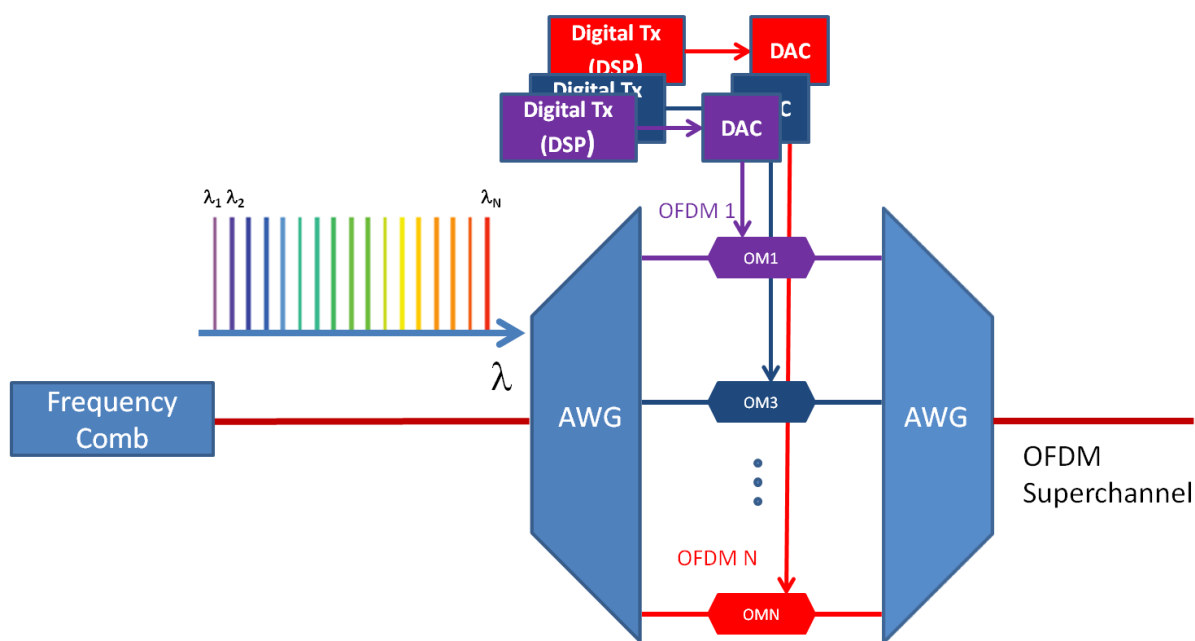 Digital Tx
(DSP)
DAC
Digital Tx
C
Digital Tx
(DSP)
DAC
λ1 λ2 λN
OFDM 1
OM1
λ
Frequency
Comb
AWG
OM3
AWG
OFDM
Superchannel
OFDM N
OMN